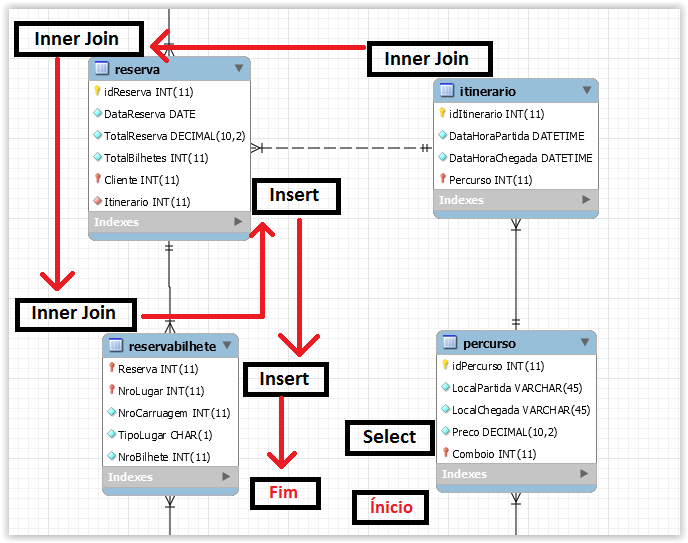 Inner Join
Inner Join
reserva
idReserva INT(11)
DataReserva DATE
TotalReserva DECIMAL(10,2)
TotalBilhetes INT(11)
Cliente INT(11)
Itinerario INT(11)
Indexes
itinerario
idItinerario INT(11)
DataHoraPartida DATETIME
DataHoraChegada DATETIME
Percurso INT(11)
Indexes
Insert
Inner Join
reservabilhete
Reserva INT(11)
NroLugar INT(11)
NroCarruagem INT(11)
TipoLugar CHAR(1)
NroBilhete INT(11)
Indexes
Insert
Fim
percurso
idPercurso INT(11)
LocalPartida VARCHAR(45)
LocalChegada VARCHAR(45)
Preco DECIMAL(10,2)
Comboio INT(11)
Indexes
Select
Ínicio